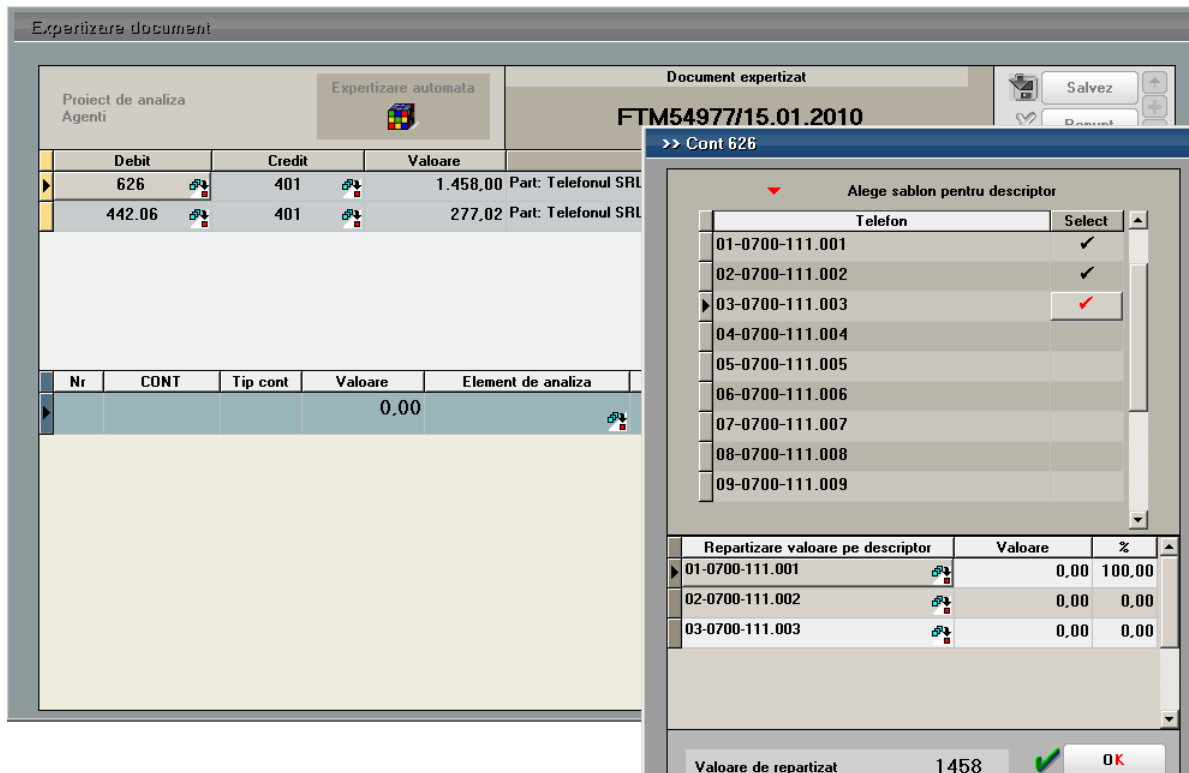 Expertizare document
Proiect de analiza
Agenti
Expertizare automata
Document expertizat
FTM54977/15.01.2010
Salvez
Debit Credit Valoare
626 401 1.458,00 Part: Telefonul SRL
442.06 401 277,02 Part: Telefonul SRL
Nr CONT Tip cont Valoare Element de analiza
0,00
>> Cont 626
Alege sablon pentru descriptor
Telefon Select
01-0700-111.001
02-0700-111.002
03-0700-111.003
04-0700-111.004
05-0700-111.005
06-0700-111.006
07-0700-111.007
08-0700-111.008
09-0700-111.009
Repartizare valoare pe descriptor Valoare %
01-0700-111.001 0,00 100,00
02-0700-111.002 0,00 0,00
03-0700-111.003 0,00 0,00
Valoare de repartizat 1458
OK